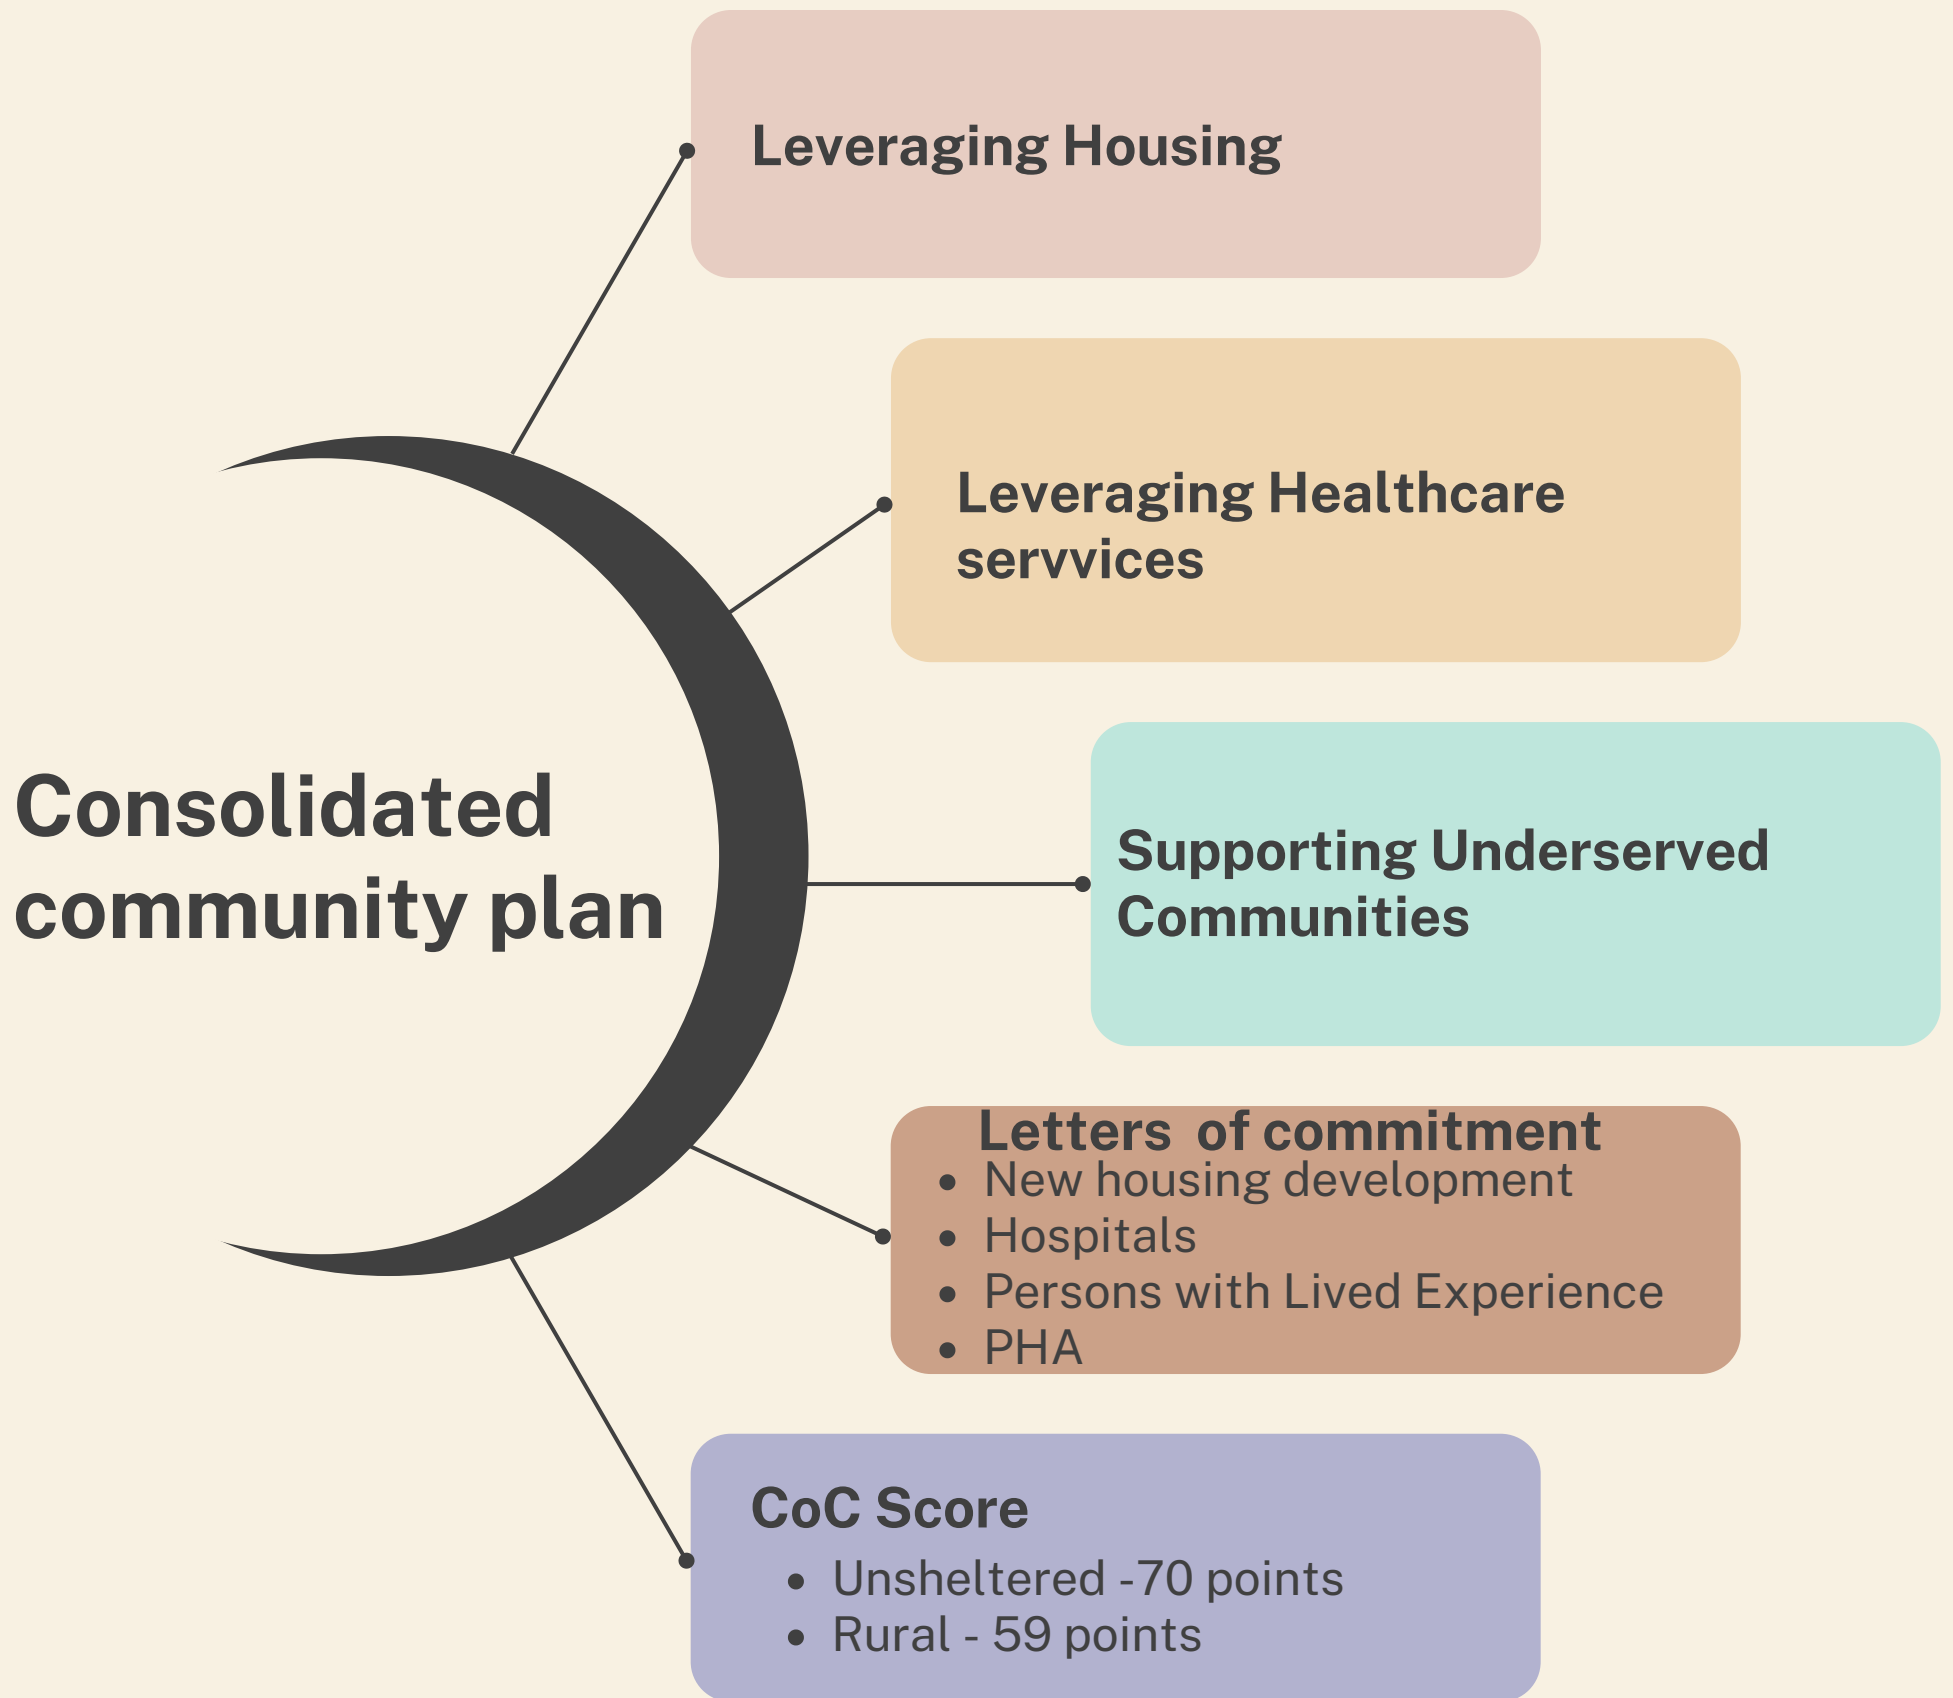 Leveraging Housing
Leveraging Healthcare
servvices
Consolidated
community plan
Supporting Underserved
Communities
Letters  of commitment
• New housing development
• Hospitals
• Persons with Lived Experience
• PHA
CoC Score
• Unsheltered -70 points
• Rural - 59 points